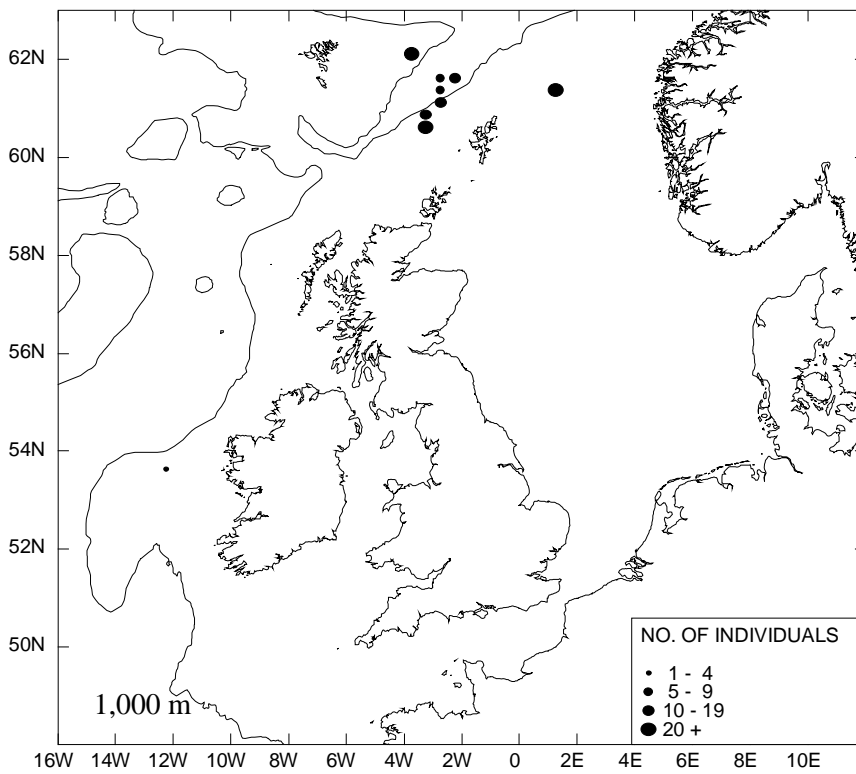 62N
60N
58N
56N
54N
52N
50N
NO. OF INDIVIDUALS
1 - 4
5 - 9
10 - 19
20 +
1,000 m
16W 14W 12W 10W 8W 6W 4W 2W 0 2E 4E 6E 8E 10E